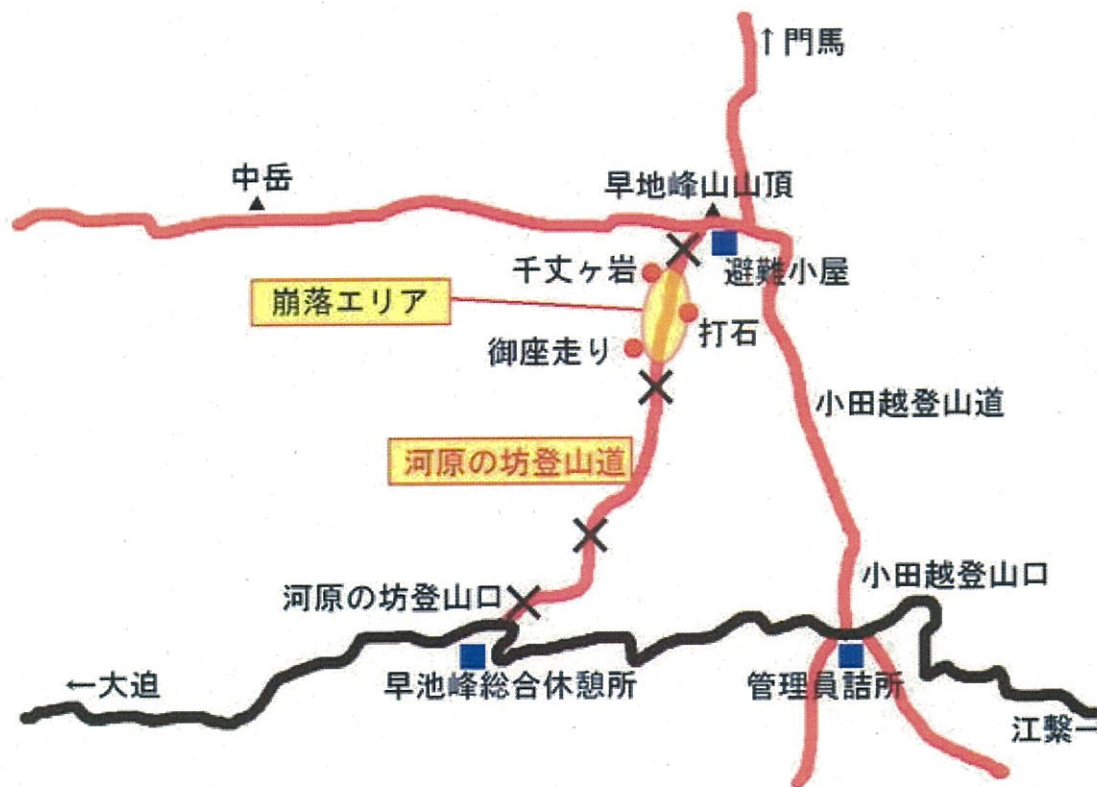 ↑門馬
中岳
早地峰山山頂
千丈ヶ岩
避難小屋
崩落エリア
打石
御座走り
小田越登山道
河原の坊登山道
小田越登山口
河原の坊登山口
←大迫
早池峰総合休憩所
管理員詰所
江繋→